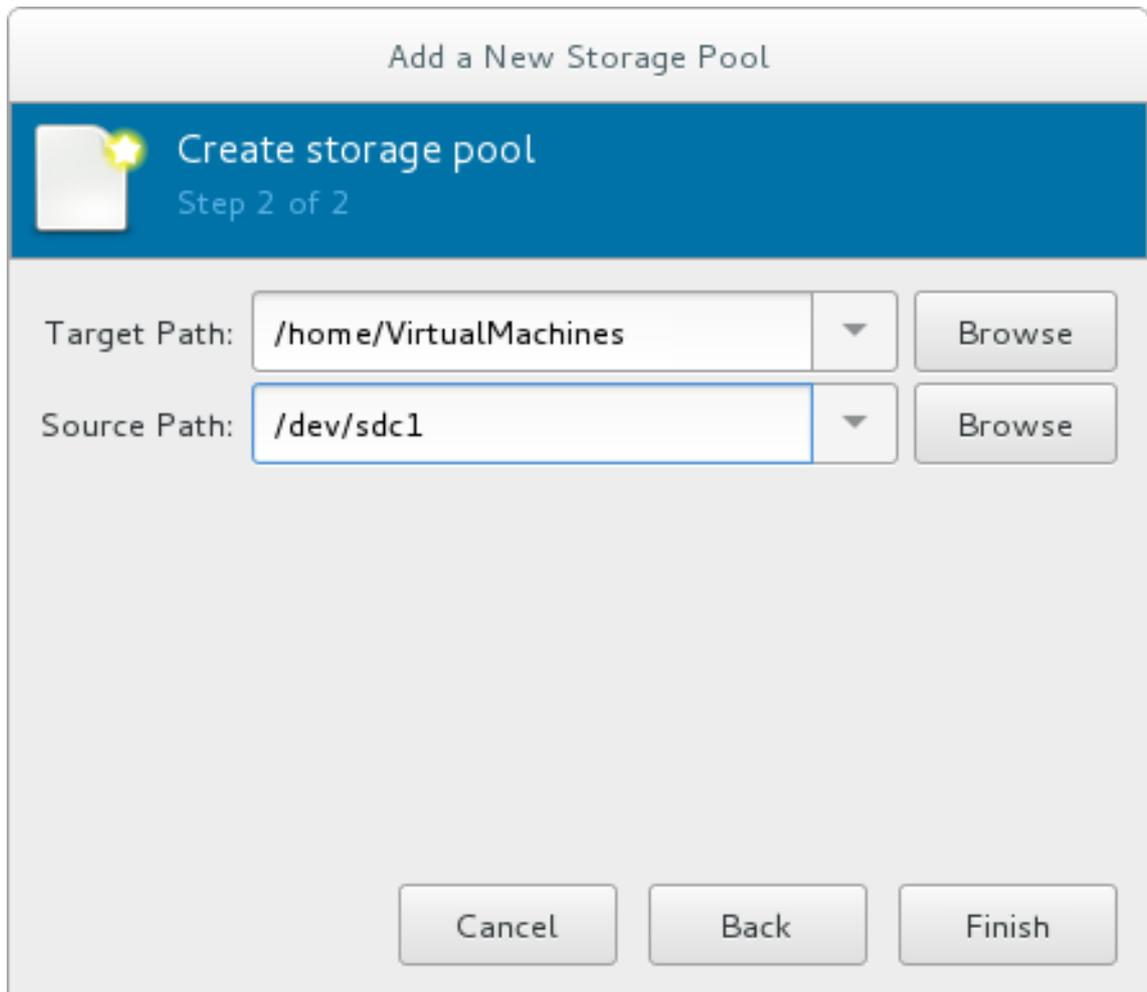 Add a New Storage Pool
Create storage pool
Step 2 of 2
Target Path: /home/VirtualMachines Browse
Source Path: /dev/sdc1 Browse
Cancel Back Finish